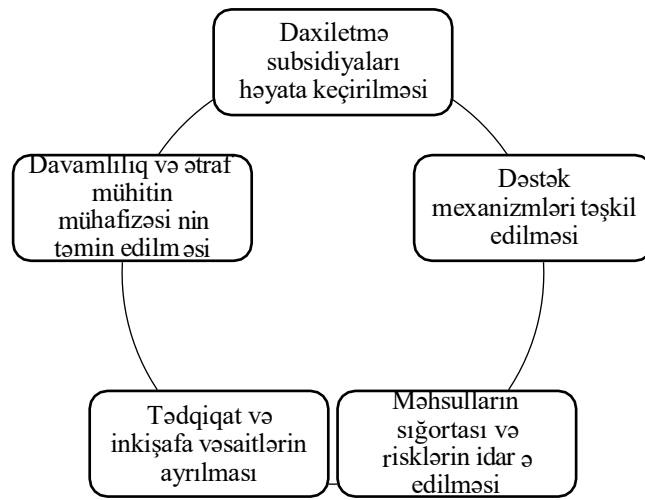 Daxiletmə
subsidiyaları
həyata keçirilməsi
Dəstək
mexanizmləri təşkil
edilməsi
Məhsulların
sığortası və
risklərin idar ə
edilməsi
Tədqiqat və
inkişafa vəsaitlərin
ayrılması
Davamlılıq və ətraf
mühitin
mühafizəsi nin
təmin edilm əsi